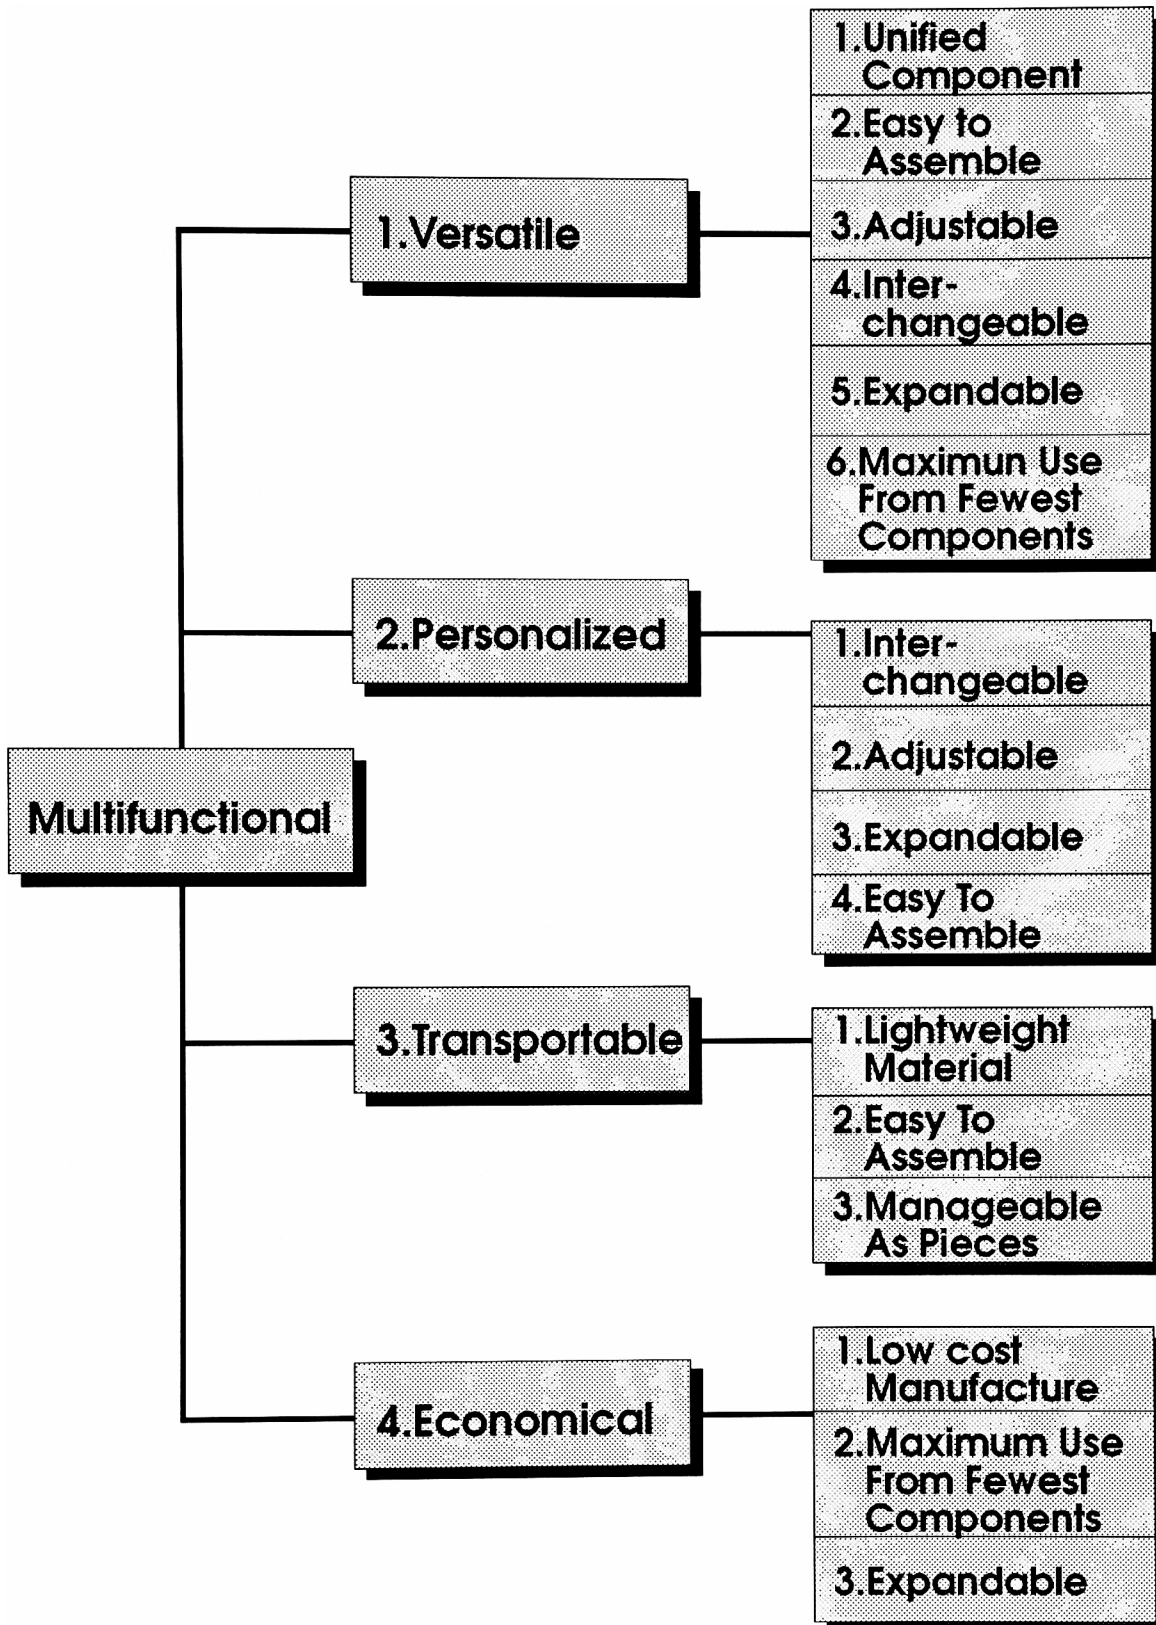 1.Unified
Component
2.Easy to
Assemble
1.Versatile
3.Adjustable
4.Inter-
changeable
5.Expandable
6.Maximun Use
From Fewest
Components
2.Personalized
1.Inter-
changeable
2.Adjustable
Multifunctional
3.Expandable
4.Easy To
Assemble
3.Transportable
1.Lightweight
Material
2.Easy To
Assemble
3.Manageable
As Pieces
4.Economical
1.Low cost
Manufacture
2.Maximum Use
From Fewest
Components
3.Expandable